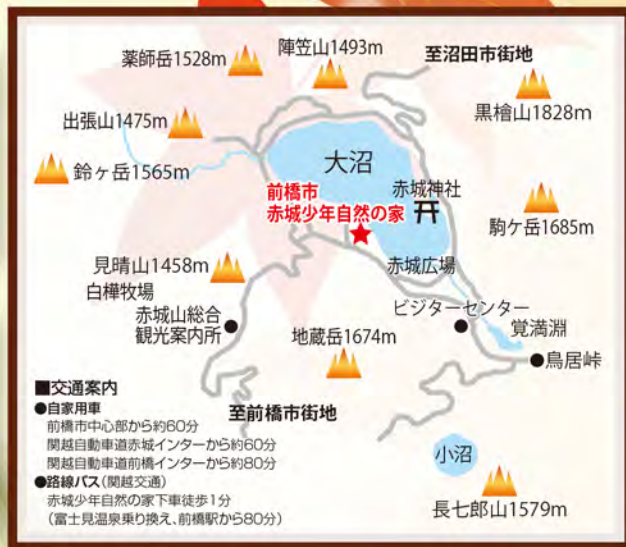 薬師岳1528m
陣笠山1493m
至沼田市街地
黒檜山1828m
出張山1475m
鈴ヶ岳1565m
大沼
前橋市
赤城少年自然の家
赤城神社
駒ケ岳1685m
見晴山1458m
白樺牧場
赤城山総合
観光案内所
赤城広場
ビジターセンター
覚満淵
鳥居峠
地蔵岳1674m
至前橋市街地
小沼
長七郎山1579m
■交通案内
●自家用車
前橋市中心部から約60分
関越自動車道赤城インターから約60分
関越自動車道前橋インターから約80分
●路線バス(関越交通)
赤城少年自然の家下車徒歩1分
(富士見温泉乗り換え、前橋駅から80分)